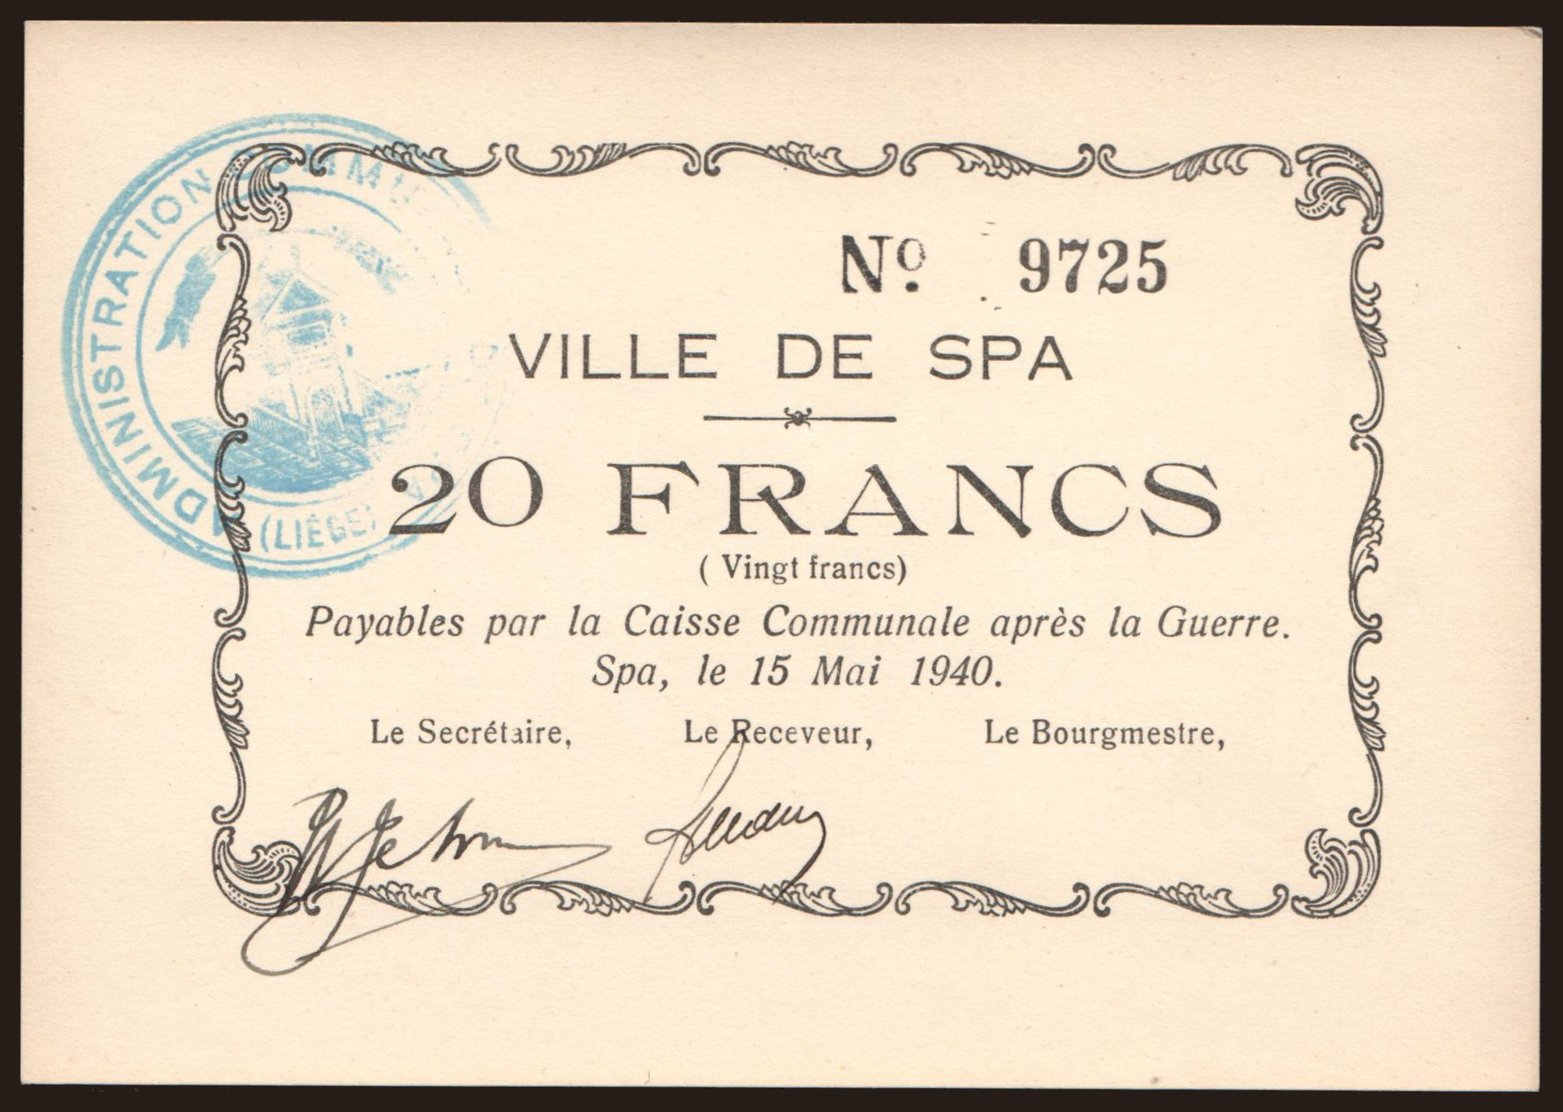 Nº 9725
VILLE DE SPA
20 FRANCS
( Vingt francs)
Payables par la Caisse Communale après la Guerre.
Spa, le 15 Mai 1940.
Le Secrétaire, Le Receveur, Le Bourgmestre,
ADMINISTRATION
(LIÈGE)